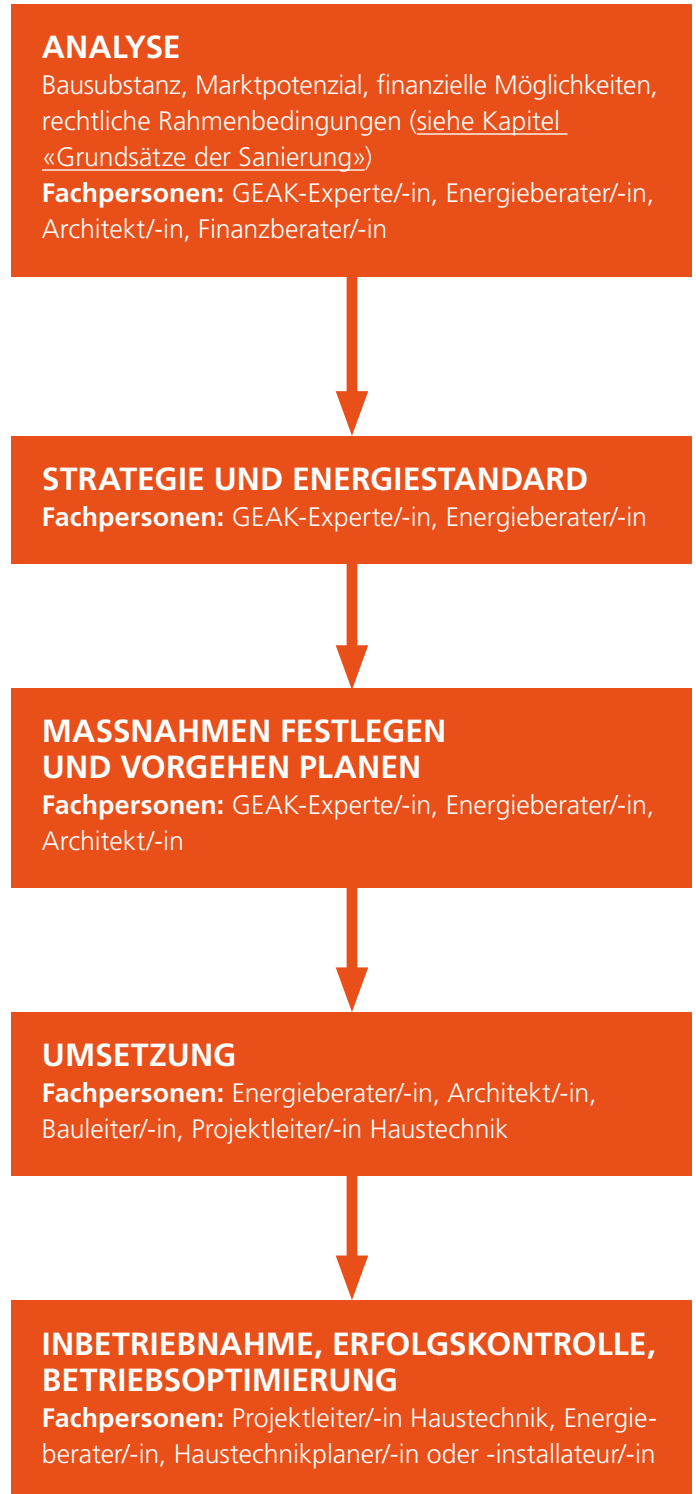 ANALYSE
Bausubstanz, Marktpotenzial, finanzielle Möglichkeiten,
rechtliche Rahmenbedingungen (siehe Kapitel
«Grundsätze der Sanierung»)
Fachpersonen: GEAK-Experte/-in, Energieberater/-in,
Architekt/-in, Finanzberater/-in
STRATEGIE UND ENERGIESTANDARD
Fachpersonen: GEAK-Experte/-in, Energieberater/-in
MASSNAHMEN FESTLEGEN
UND VORGEHEN PLANEN
Fachpersonen: GEAK-Experte/-in, Energieberater/-in,
Architekt/-in
UMSETZUNG
Fachpersonen: Energieberater/-in, Architekt/-in,
Bauleiter/-in, Projektleiter/-in Haustechnik
INBETRIEBNAHME, ERFOLGSKONTROLLE,
BETRIEBSOPTIMIERUNG
Fachpersonen: Projektleiter/-in Haustechnik, Energie-
berater/-in, Haustechnikplaner/-in oder -installateur/-in